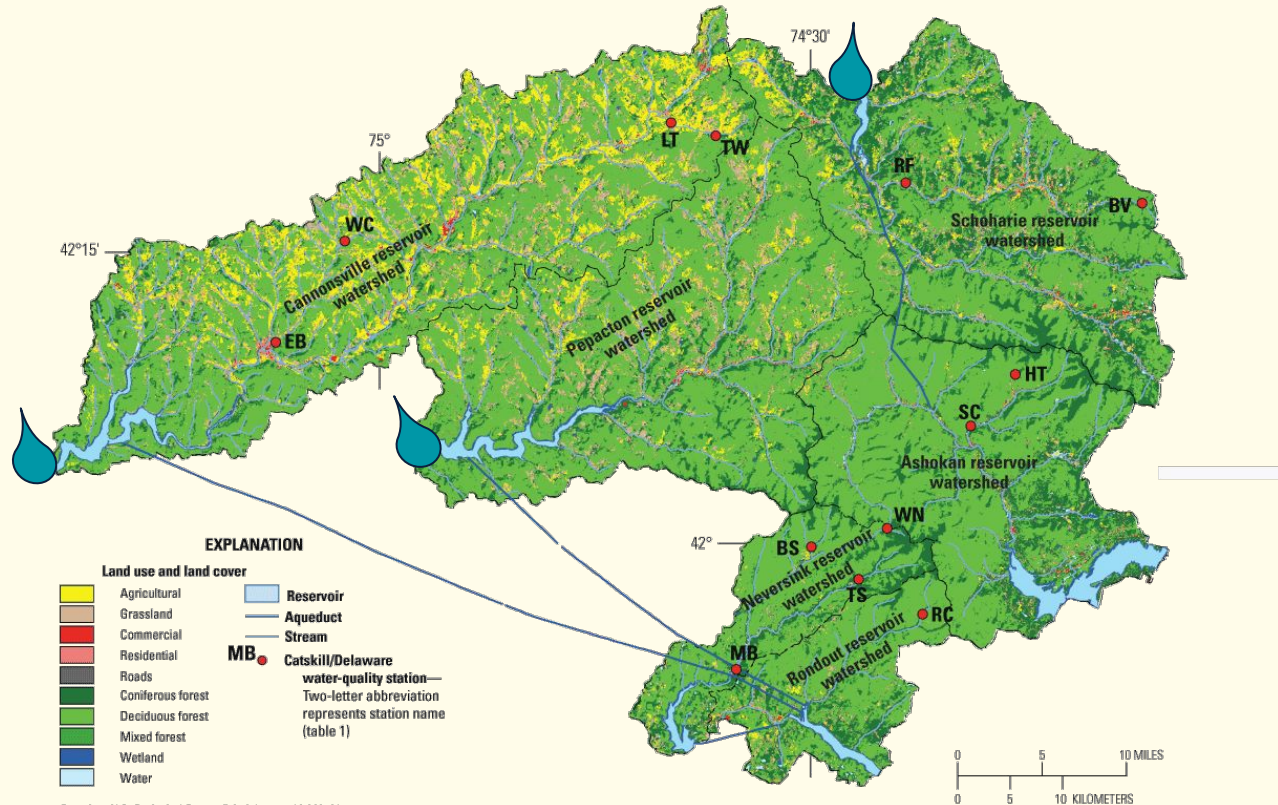 74°30'
75°
LT
TW
RF
BV
WC
Schoharie reservoir
watershed
42°15'
Cannonsville reservoir
watershed
Pepacton reservoir
watershed
EB
HT
SC
Ashokan reservoir
watershed
WN
42°
BS
Neversink reservoir
watershed
TS
RC
Rondout reservoir
watershed
MB
EXPLANATION
Land use and land cover
Agricultural
Grassland
Commercial
Residential
Roads
Coniferous forest
Deciduous forest
Mixed forest
Wetland
Water
Reservoir
Aqueduct
Stream
MB
Catskill/Delaware
water-quality station—
Two-letter abbreviation
represents station name
(table 1)
0 5 10 MILES
0 5 10 KILOMETERS